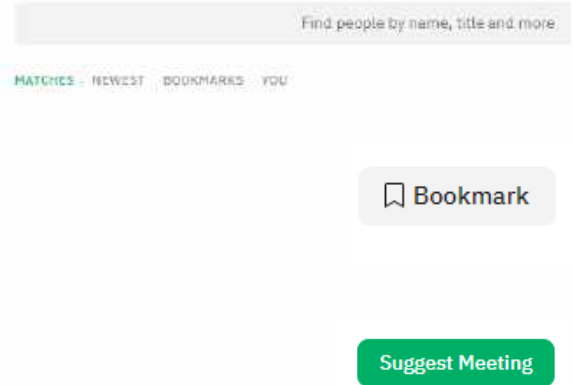 Find people by name, title and more
MATCHES NEWEST BOOKMARKS YOU
Bookmark
Suggest Meeting